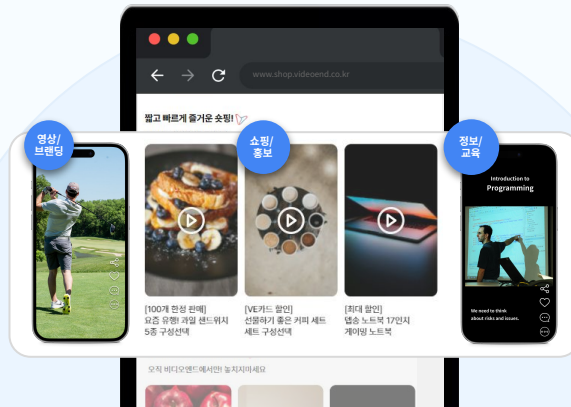 www.shop.videoend.co.kr
짧고 빠르게 즐거운 숏핑!
영상/
브랜딩
쇼핑/
홍보
정보/
교육
Introduction to
Programming
We need to think
about risks and issues.
[100개 한정 판매]
요즘 유행! 과일 샌드위치
5종 구성선택
[VE카드 할인]
선물하기 좋은 커피 세트
세트 구성선택
[최대 할인]
뎁송 노트북 17인치
게이밍 노트북
오직 비디오엔드에서만! 놓치지마세요